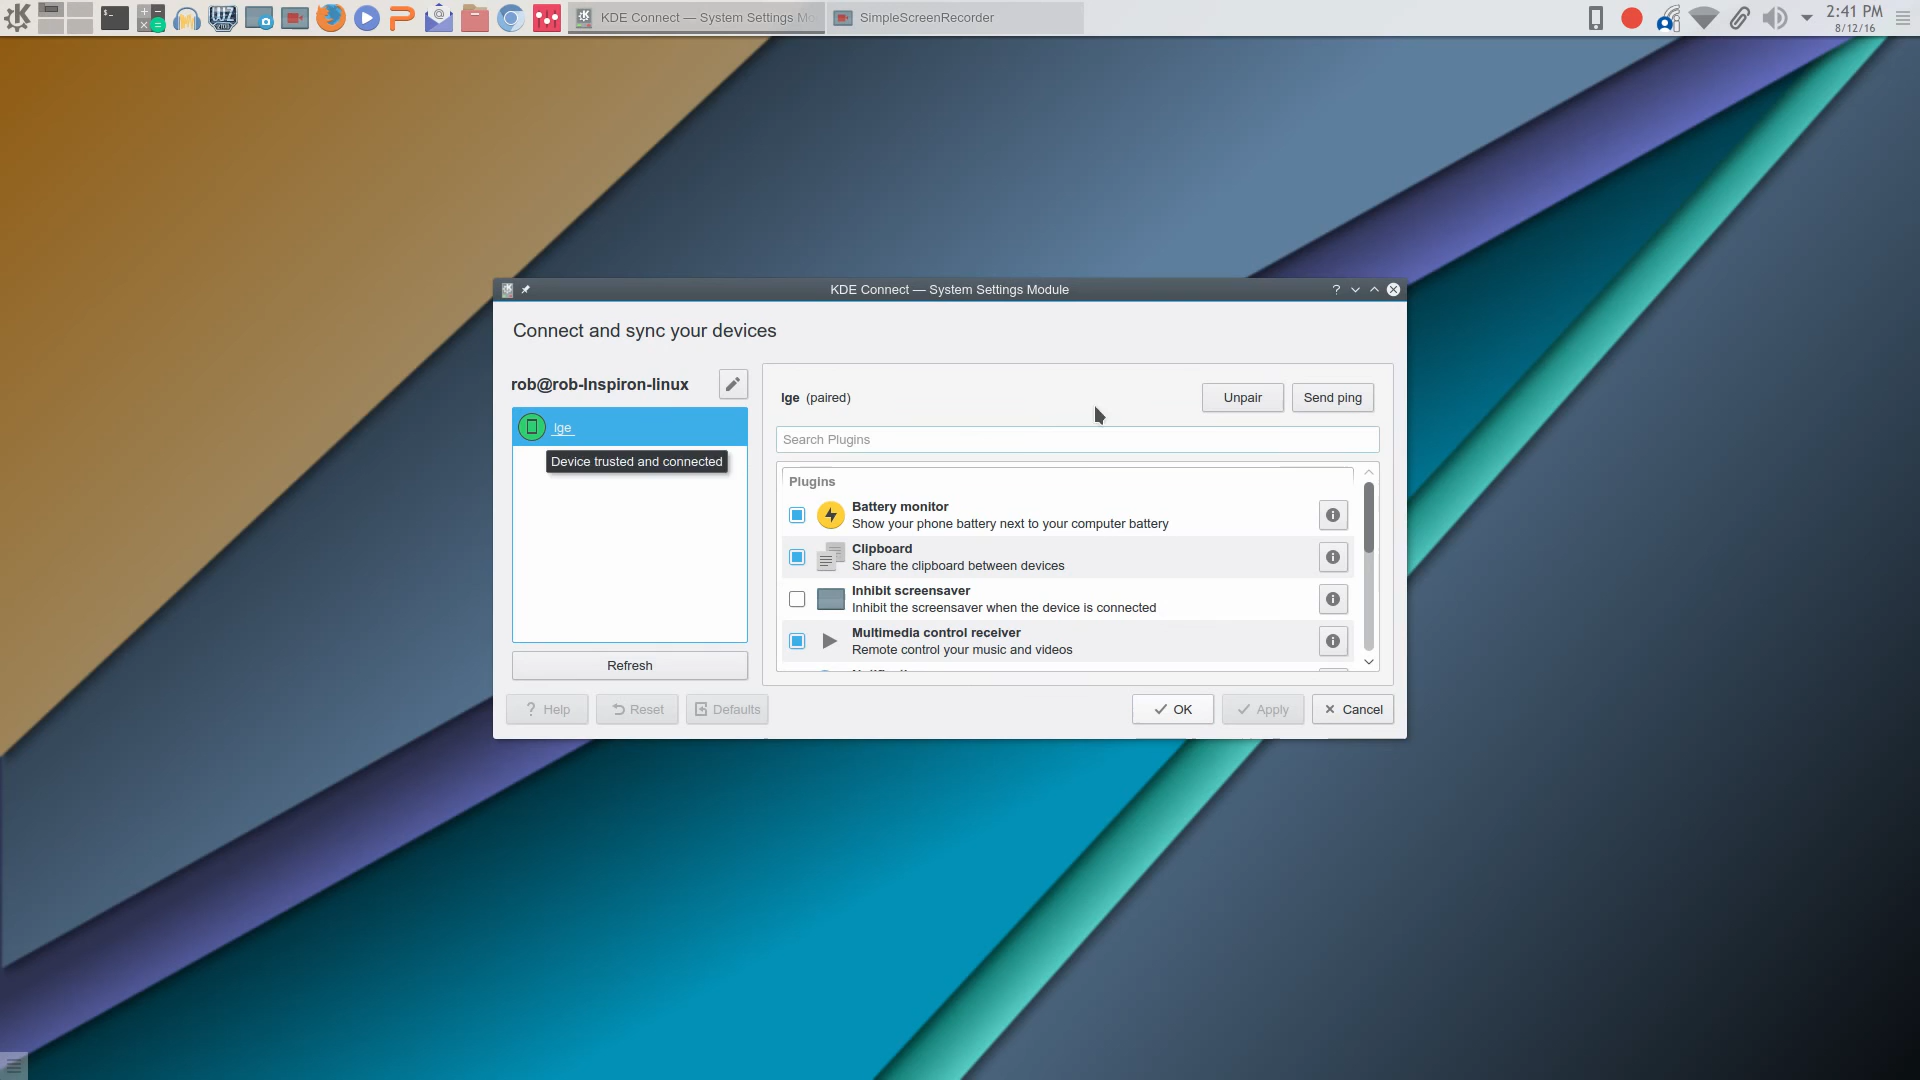 KDE Connect — System Settings Mo
SimpleScreenRecorder
2:41 PM
8/12/16
KDE Connect — System Settings Module
Connect and sync your devices
rob@rob-Inspiron-linux
lge
Device trusted and connected
Refresh
lge (paired)
Unpair
Send ping
Search Plugins
Plugins
Battery monitor
Show your phone battery next to your computer battery
Clipboard
Share the clipboard between devices
Inhibit screensaver
Inhibit the screensaver when the device is connected
Multimedia control receiver
Remote control your music and videos
Help
Reset
Defaults
OK
Apply
Cancel